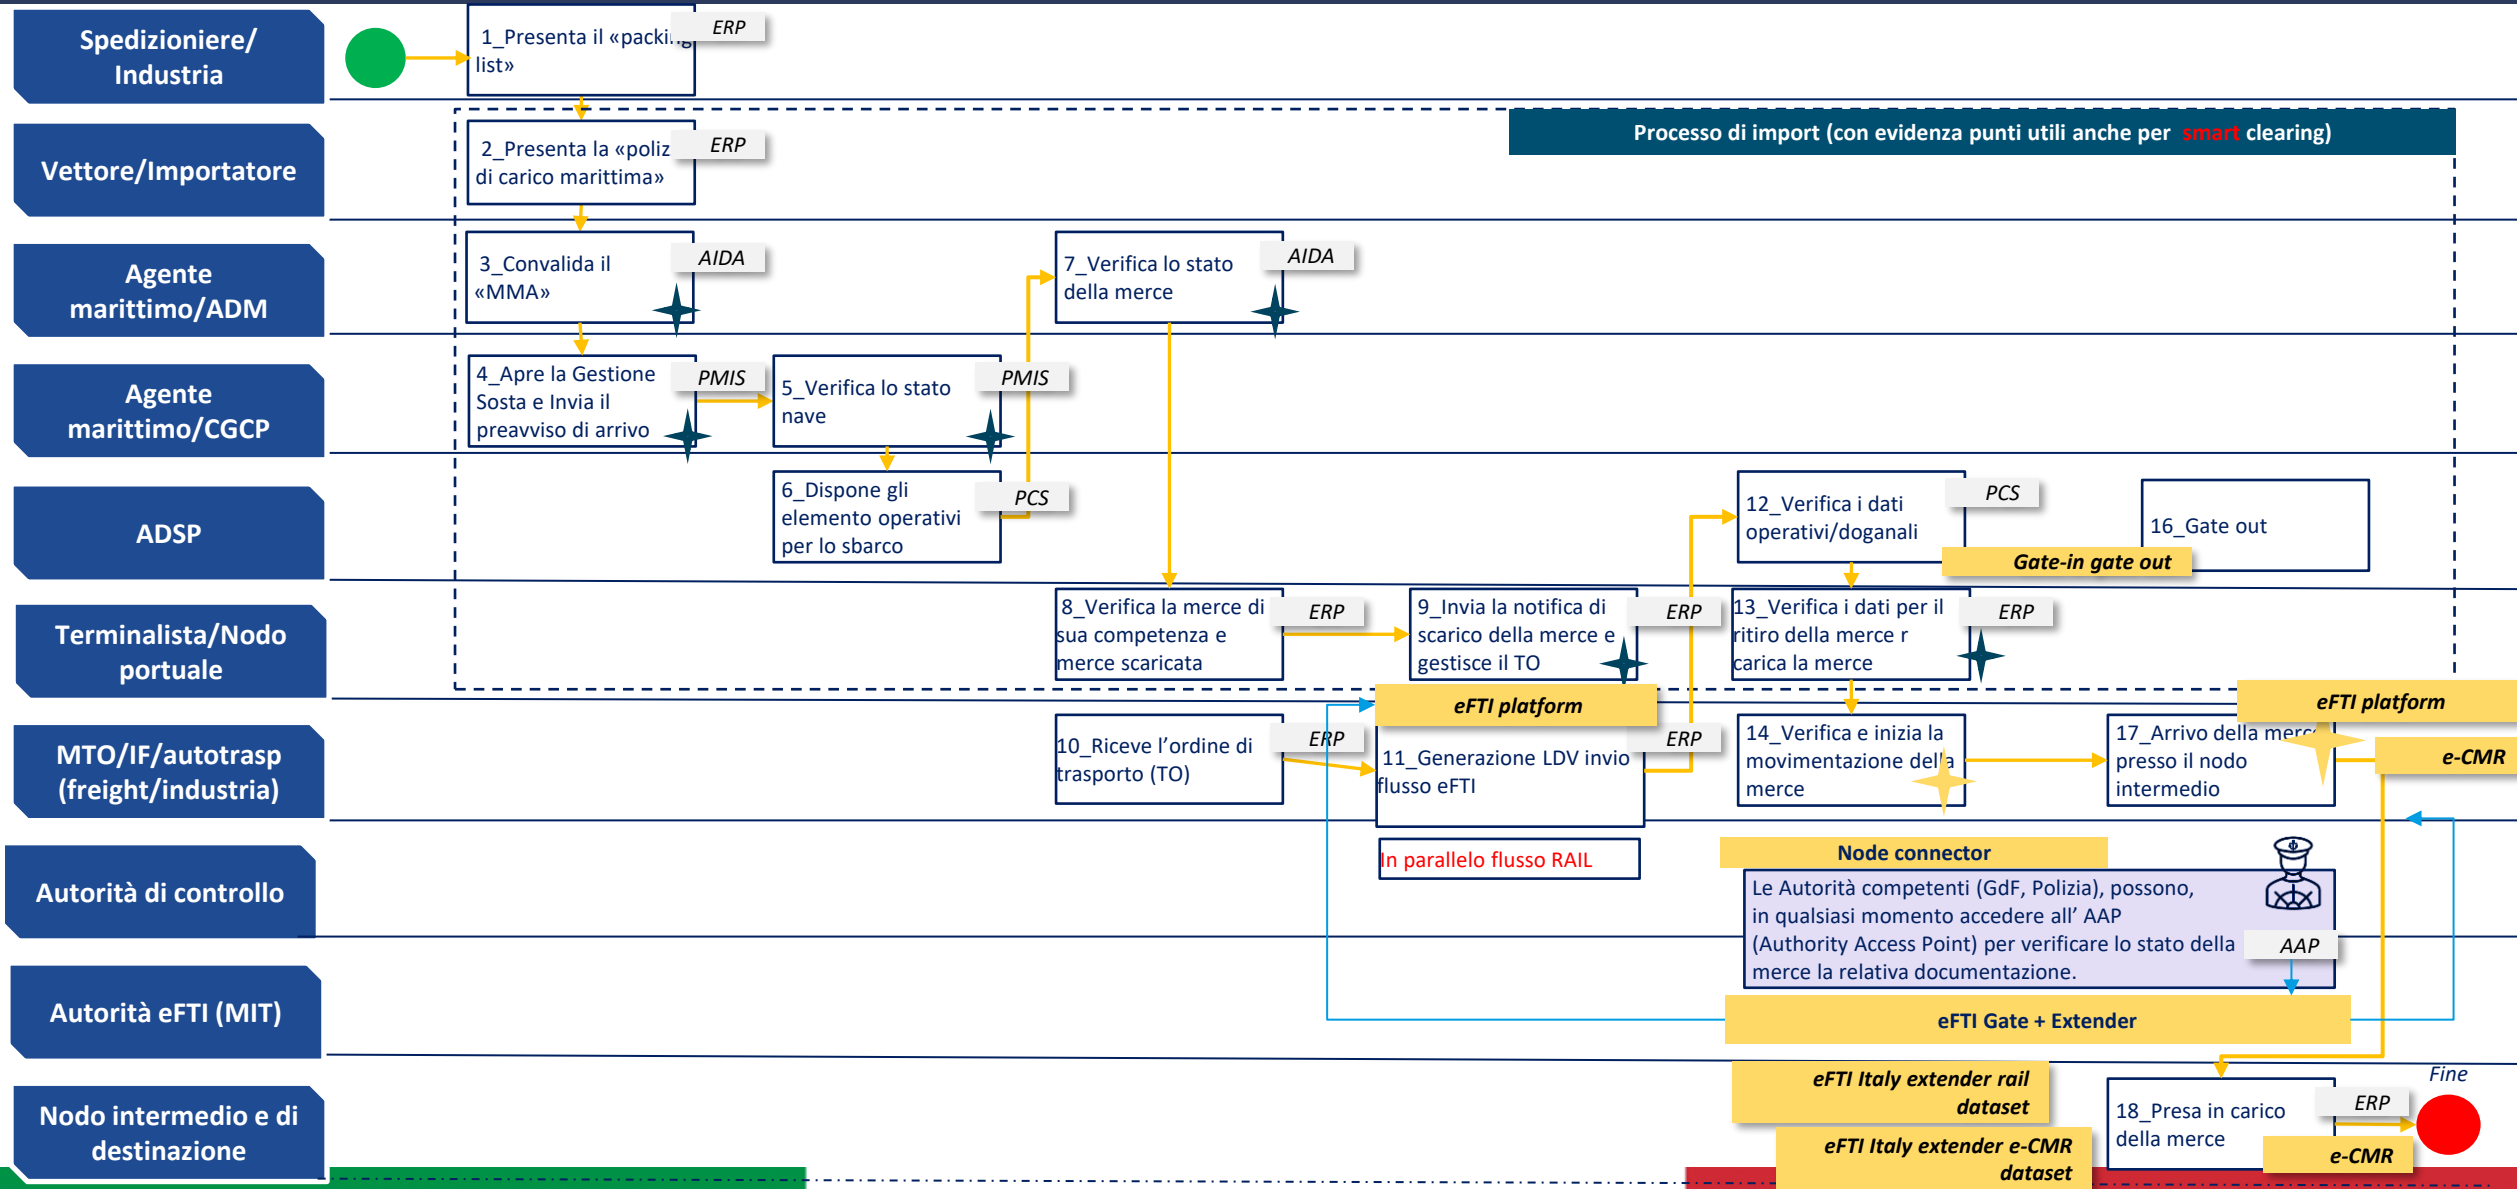 Spedizioniere/
Industria
1_Presenta il «packing
list»
ERP
Processo di import (con evidenza punti utili anche per smart clearing)
Vettore/Importatore
2_Presenta la «poliz
di carico marittima»
ERP
Agente
marittimo/ADM
3_Convalida il
«MMA»
AIDA
7_Verifica lo stato
della merce
AIDA
Agente
marittimo/CGCP
4_Apre la Gestione
Sosta e Invia il
preavviso di arrivo
PMIS
5_Verifica lo stato
nave
PMIS
ADSP
6_Dispone gli
elemento operativi
per lo sbarco
PCS
12_Verifica i dati
operativi/doganali
PCS
Gate-in gate out
16_Gate out
Terminalista/Nodo
portuale
8_Verifica la merce di
sua competenza e
merce scaricata
ERP
9_Invia la notifica di
scarico della merce e
gestisce il TO
ERP
13_Verifica i dati per il
ritiro della merce r
carica la merce
ERP
MTO/IF/autotrasp
(freight/industria)
10_Riceve l’ordine di
trasporto (TO)
ERP
eFTI platform
11_Generazione LDV invio
flusso eFTI
ERP
14_Verifica e inizia la
movimentazione della
merce
17_Arrivo della merce
presso il nodo
intermedio
eFTI platform
e-CMR
In parallelo flusso RAIL
Autorità di controllo
Node connector
Le Autorità competenti (GdF, Polizia), possono,
in qualsiasi momento accedere all’ AAP
(Authority Access Point) per verificare lo stato della
merce la relativa documentazione.
AAP
Autorità eFTI (MIT)
eFTI Gate + Extender
Nodo intermedio e di
destinazione
eFTI Italy extender rail
dataset
eFTI Italy extender e-CMR
dataset
18_Presa in carico
della merce
ERP
e-CMR
Fine